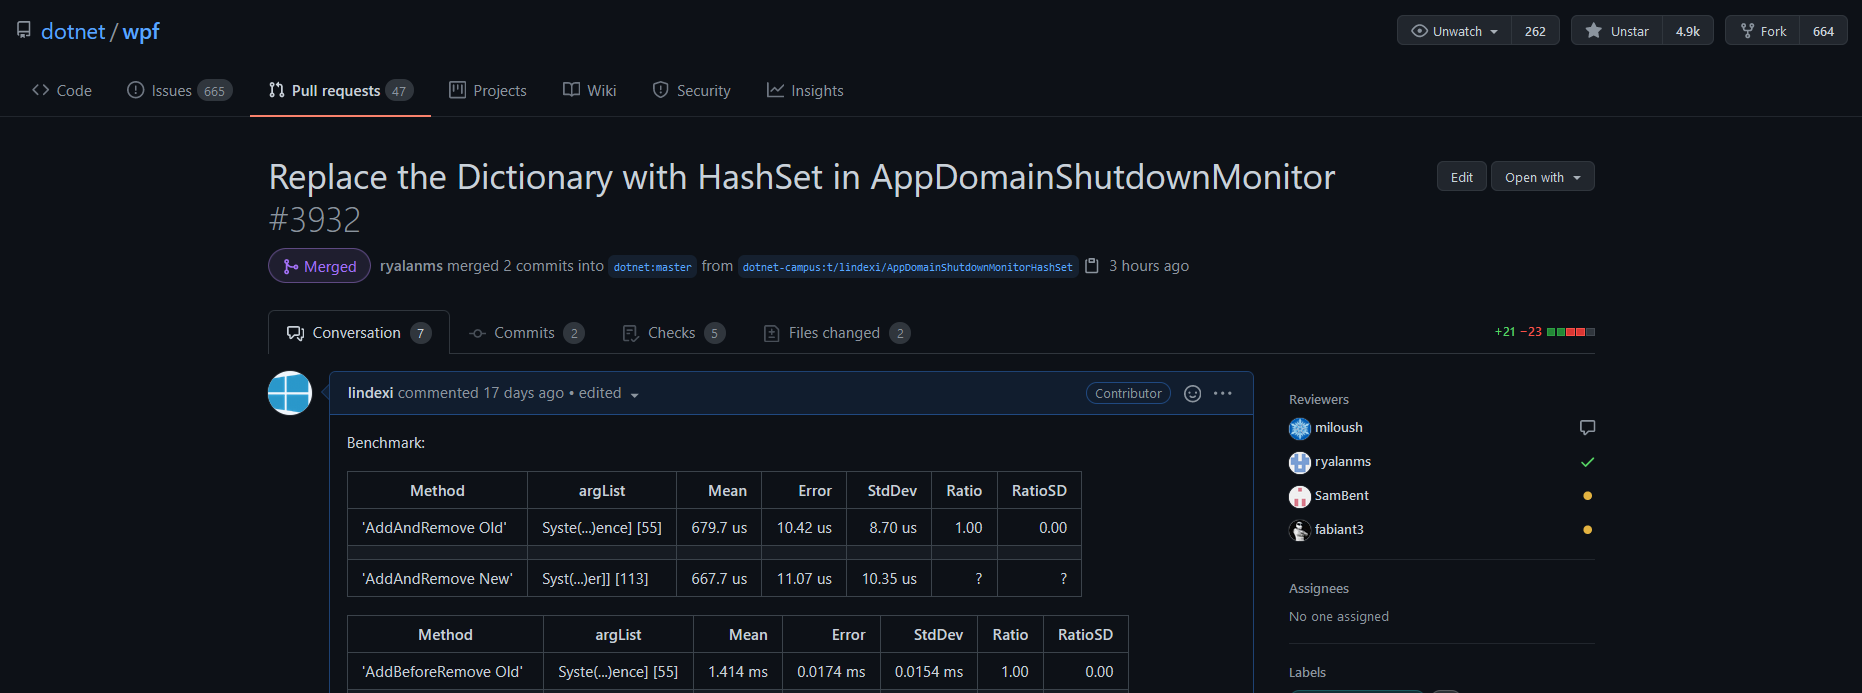 dotnet / wpf
Unwatch 262 Unstar 4.9k Fork 664
Code Issues 665 Pull requests 47 Projects Wiki Security Insights
Replace the Dictionary with HashSet in AppDomainShutdownMonitor
#3932
Edit Open with
Merged ryalanms merged 2 commits into dotnet:master from dotnet-campus:t/lindexi/AppDomainShutdownMonitorHashSet 3 hours ago
Conversation 7 Commits 2 Checks 5 Files changed 2 +21 −23
lindexi commented 17 days ago • edited Contributor
Benchmark:
Method argList Mean Error StdDev Ratio RatioSD
'AddAndRemove Old' Syste(...)ence] [55] 679.7 us 10.42 us 8.70 us 1.00 0.00
'AddAndRemove New' Syst(...)er]] [113] 667.7 us 11.07 us 10.35 us ? ?
Method argList Mean Error StdDev Ratio RatioSD
'AddBeforeRemove Old' Syste(...)ence] [55] 1.414 ms 0.0174 ms 0.0154 ms 1.00 0.00
Reviewers
miloush
ryalanms
SamBent
fabiant3
Assignees
No one assigned
Labels